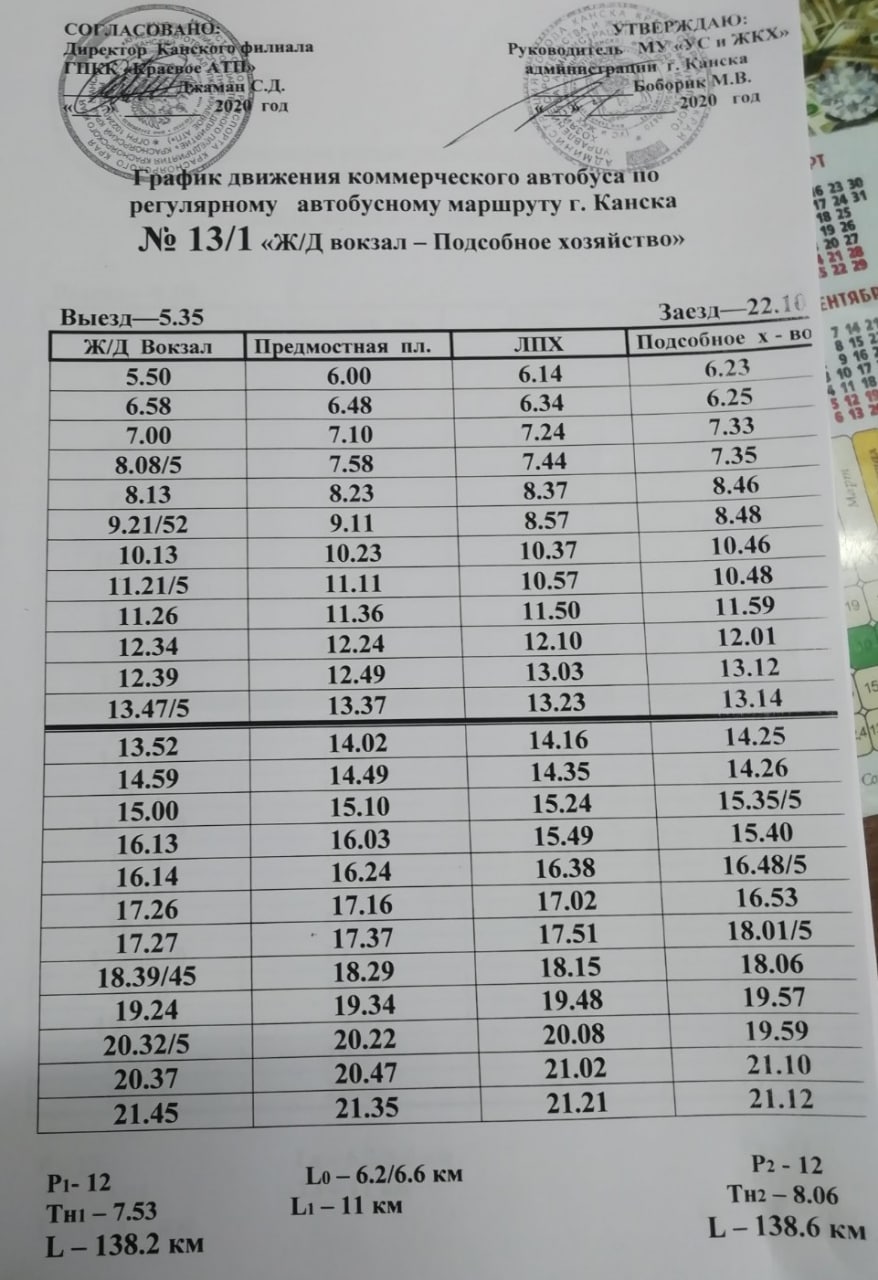 СОГЛАСОВАНО:
Директор Канского филиала
ГПКК «Краевое АТП»
Джаман С.Д.
«___»________2020 год
УТВЕРЖДАЮ:
Руководитель МУ «УС и ЖКХ»
администрации г. Канска
Боборик М.В.
«___»________2020 год
График движения коммерческого автобуса по
регулярному автобусному маршруту г. Канска
№ 13/1 «Ж/Д вокзал – Подсобное хозяйство»
Выезд—5.35 Заезд—22.10
Ж/Д Вокзал Предмостная пл. ЛПХ Подсобное х - во
5.50 6.00 6.14 6.23
6.58 6.48 6.34 6.25
7.00 7.10 7.24 7.33
8.08/5 7.58 7.44 7.35
8.13 8.23 8.37 8.46
9.21/52 9.11 8.57 8.48
10.13 10.23 10.37 10.46
11.21/5 11.11 10.57 10.48
11.26 11.36 11.50 11.59
12.34 12.24 12.10 12.01
12.39 12.49 13.03 13.12
13.47/5 13.37 13.23 13.14
13.52 14.02 14.16 14.25
14.59 14.49 14.35 14.26
15.00 15.10 15.24 15.35/5
16.13 16.03 15.49 15.40
16.14 16.24 16.38 16.48/5
17.26 17.16 17.02 16.53
17.27 17.37 17.51 18.01/5
18.39/45 18.29 18.15 18.06
19.24 19.34 19.48 19.57
20.32/5 20.22 20.08 19.59
20.37 20.47 21.02 21.10
21.45 21.35 21.21 21.12
Р1- 12 L0 – 6.2/6.6 км Р2 - 12
Тн1 – 7.53 L1 – 11 км Тн2 – 8.06
L – 138.2 км L – 138.6 км